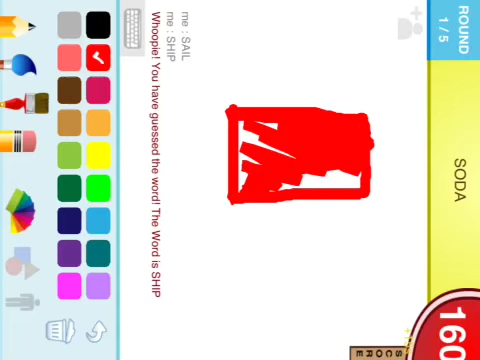 ROUND
1 / 5
SODA
160
SCORE
me : SAIL
me : SHIP
Whoopie! You have guessed the word! The Word is SHIP